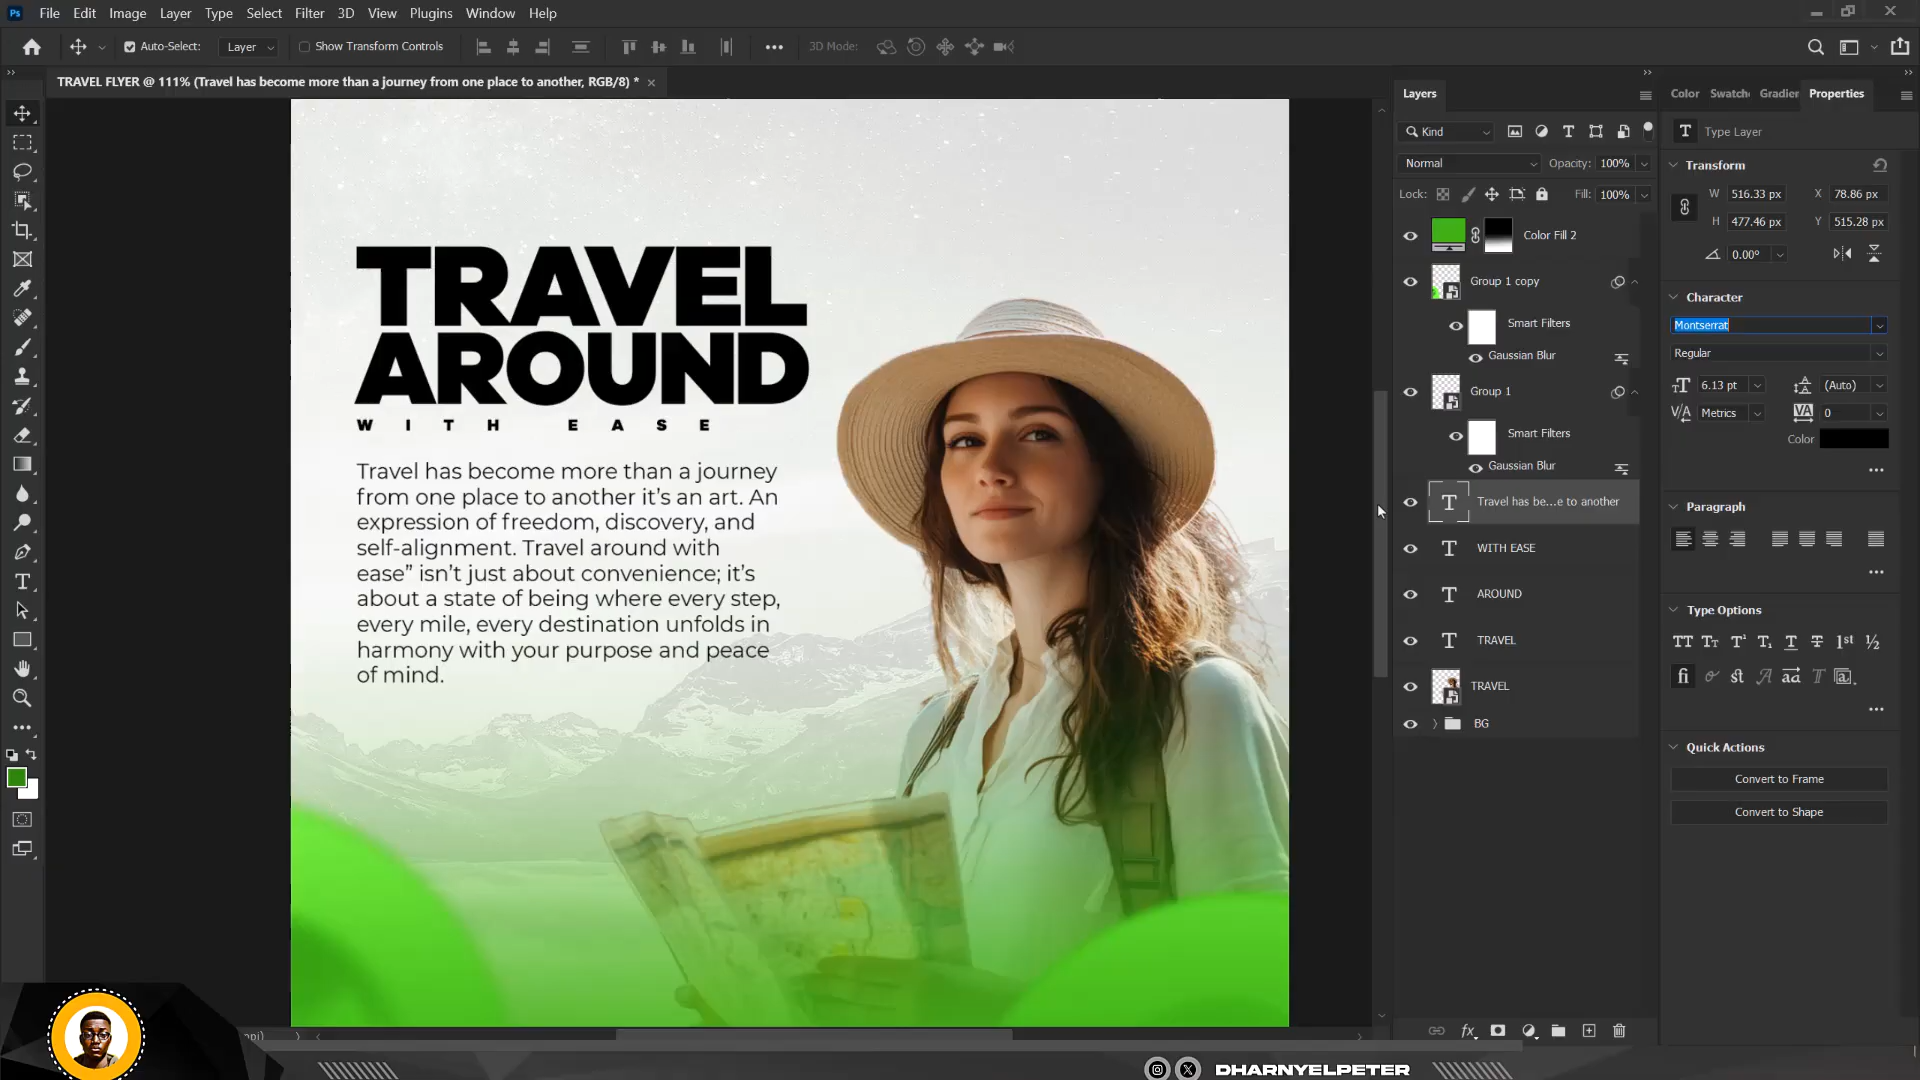 Ps File Edit Image Layer Type Select Filter 3D View Plugins Window Help
Auto-Select: Layer Show Transform Controls 3D Mode:
TRAVEL FLYER @ 111% (Travel has become more than a journey from one place to another, RGB/8) *
TRAVEL
AROUND
WITH EASE
Travel has become more than a journey
from one place to another it’s an art. An
expression of freedom, discovery, and
self-alignment. Travel around with
ease” isn’t just about convenience; it’s
about a state of being where every step,
every mile, every destination unfolds in
harmony with your purpose and peace
of mind.
Layers
Kind
Normal Opacity: 100%
Lock: Fill: 100%
Color Fill 2
Group 1 copy
Smart Filters
Gaussian Blur
Group 1
Smart Filters
Gaussian Blur
Travel has be...e to another
WITH EASE
AROUND
TRAVEL
TRAVEL
BG
Color Swatch Gradien Properties
Type Layer
Transform
W 516.33 px X 78.86 px
H 477.46 px Y 515.28 px
0.00°
Character
Montserrat
Regular
6.13 pt (Auto)
Metrics 0
Color
Paragraph
Type Options
Quick Actions
Convert to Frame
Convert to Shape
DHARNYELPETER